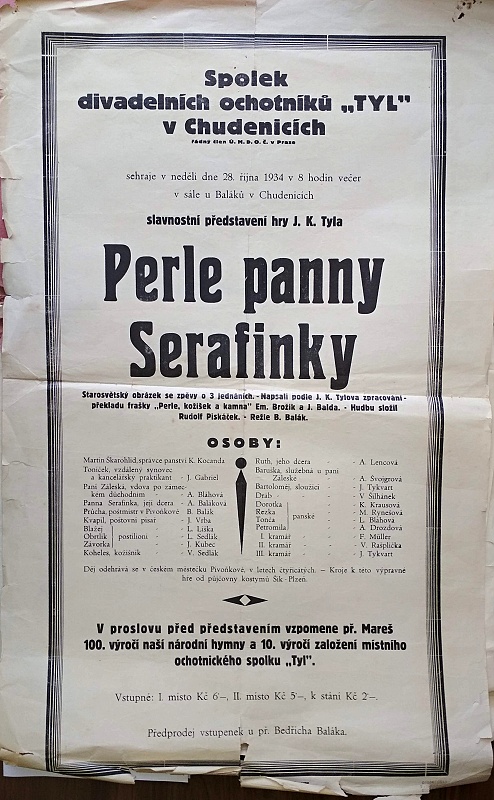 Spolek
divadelních ochotníků „TYL"
v Chudenicích
řádný člen Ú. M. D. O. Č. v Praze
sehraje v neděli dne 28. října 1934 v 8 hodin večer
v sále u Baláků v Chudenicích
slavnostní představení hry J. K. Tyla
Perle panny
Serafinky
Starosvětský obrázek se zpěvy o 3 jednáních. - Napsali podle J. K. Tylova zpracování -
překladu frašky „Perle, kožíšek a kamna" Em. Brožík a J. Balda. - Hudbu složil
Rudolf Piskáček. - Režie B. Balák.
OSOBY:
Martin Škarohlíd, správce panství K. Kocanda
Toníček, vzdálený synovec
a kancelářský praktikant - J. Gabriel
Paní Záleská, vdova po zámec-
kém důchodním - A. Bláhová
Panna Serafinka, její dcera - A. Baláková
Průcha, postmistr v Pivoňkově B. Balák
Kvapil, poštovní písař - J. Vrba
Blažej - L. Liška
Obrtlík postilioni - L. Sedlák
Závorka - J. Kubec
Koheles, kožišník - V. Sedlák
Ruth, jeho dcera - A. Lencová
Baruška, služebná u paní
Záleské - A. Svojgrová
Bartoloměj, sloužící - J. Tykvart
Dráb - V. Šilhánek
Dorotka - K. Krausová
Rézka panské - M. Rynešová
Tonča - L. Bláhová
Petromila - A. Drozdová
I. kramář - F. Müller
II. kramář - V. Rašplička
III. kramář - J. Tykvart
Děj odehrává se v českém městečku Pivoňkově, v letech čtyřicátých. — Kroje k této výpravné
hře od půjčovny kostymů Šik - Plzeň.
V proslovu před představením vzpomene př. Mareš
100. výročí naší národní hymny a 10. výročí založení místního
ochotnického spolku „Tyl".
Vstupné: I. místo Kč 6·-, II. místo Kč 5·-, k stání Kč 2·-.
Předprodej vstupenek u př. Bedřicha Baláka.